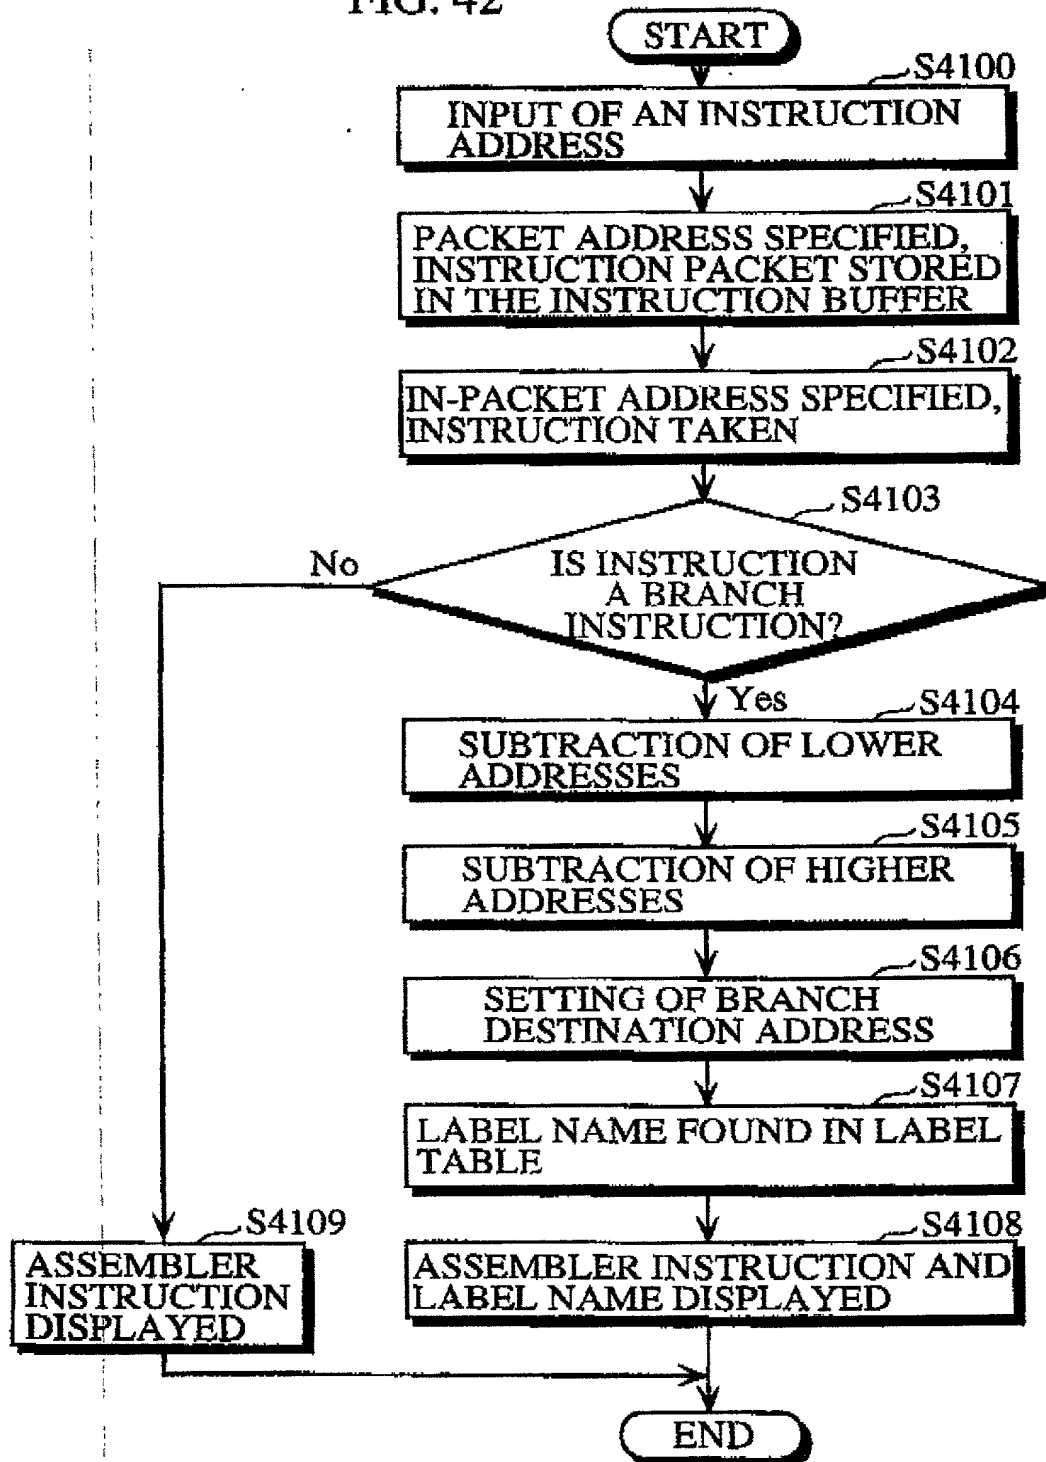 FIG. 42
START
S4100
INPUT OF AN INSTRUCTION
ADDRESS
S4101
PACKET ADDRESS SPECIFIED,
INSTRUCTION PACKET STORED
IN THE INSTRUCTION BUFFER
S4102
IN-PACKET ADDRESS SPECIFIED,
INSTRUCTION TAKEN
S4103
No
IS INSTRUCTION
A BRANCH
INSTRUCTION?
Yes
S4104
SUBTRACTION OF LOWER
ADDRESSES
S4105
SUBTRACTION OF HIGHER
ADDRESSES
S4106
SETTING OF BRANCH
DESTINATION ADDRESS
S4107
LABEL NAME FOUND IN LABEL
TABLE
S4109
ASSEMBLER
INSTRUCTION
DISPLAYED
S4108
ASSEMBLER INSTRUCTION AND
LABEL NAME DISPLAYED
END